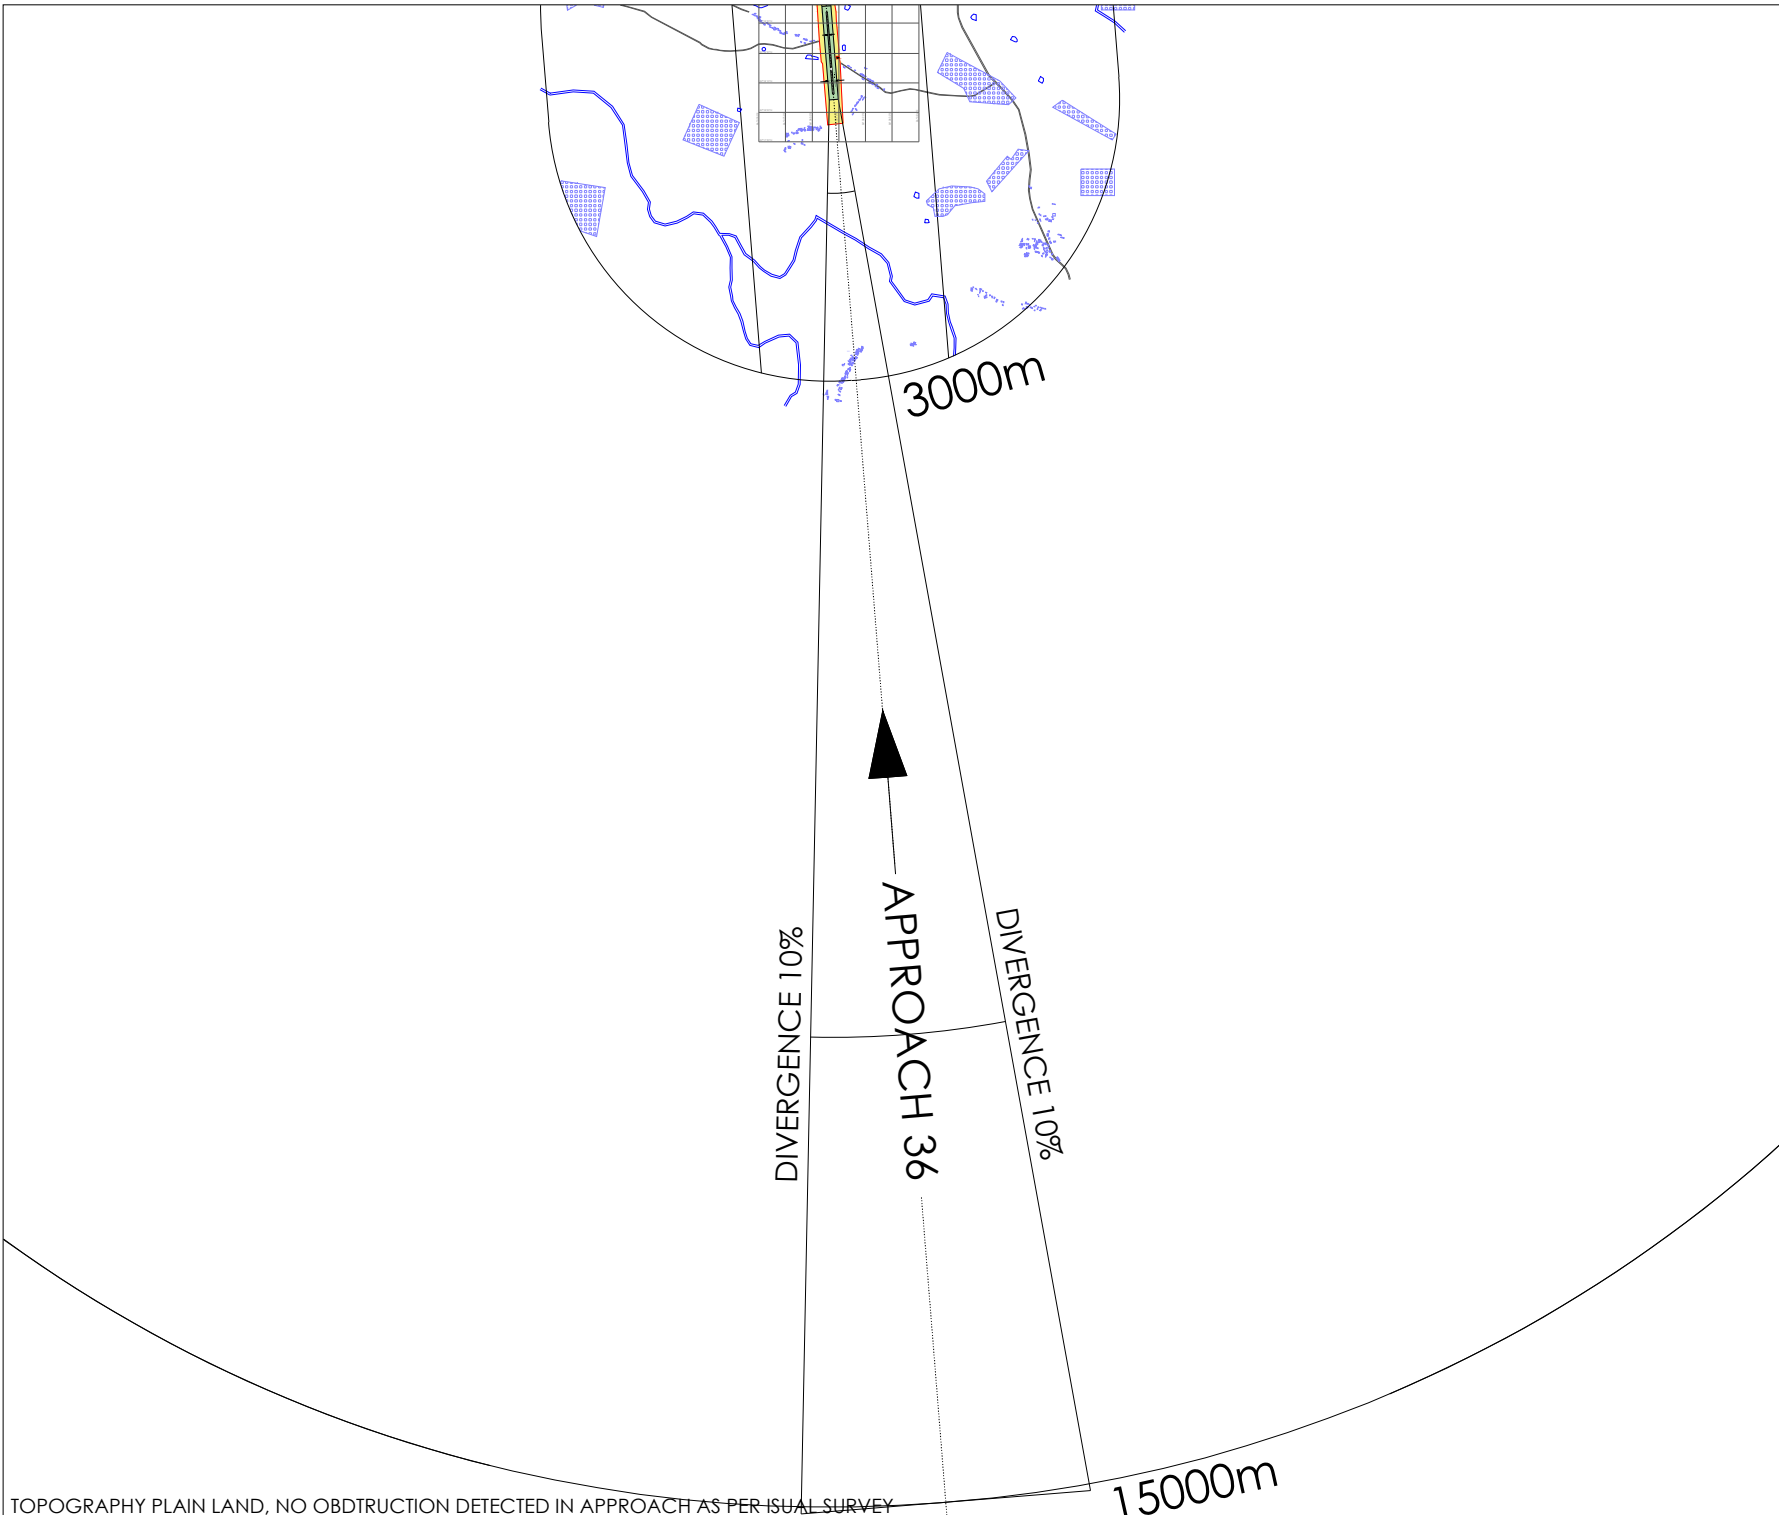 3000m
DIVERGENCE 10%
APPROACH 36
DIVERGENCE 10%
15000m
TOPOGRAPHY PLAIN LAND, NO OBDTRUCTION DETECTED IN APPROACH AS PER ISUAL SURVEY